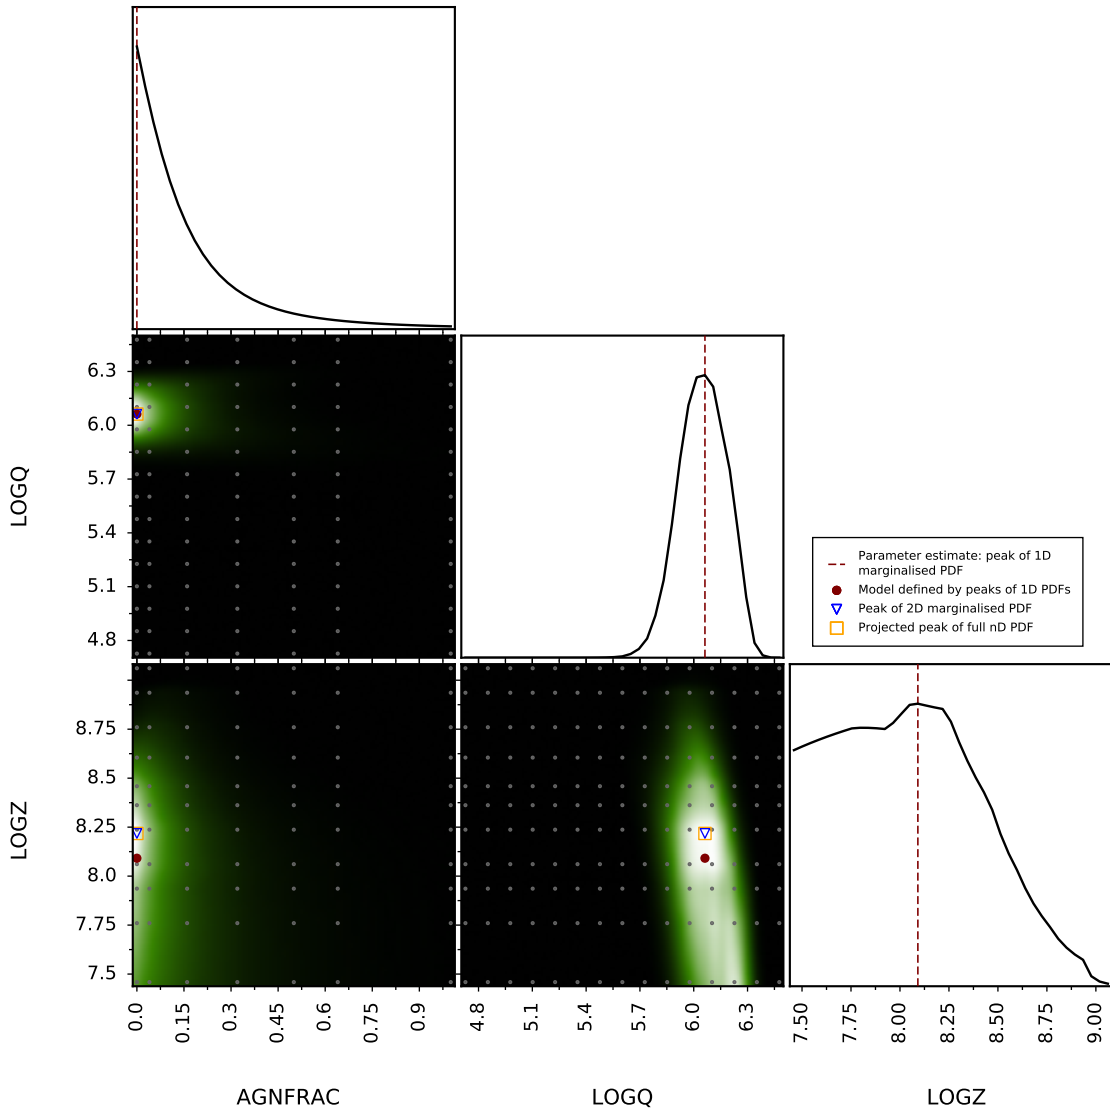 6.3
6.0
5.7
5.4
5.1
4.8
LOGQ
Parameter estimate: peak of 1D
marginalised PDF
Model defined by peaks of 1D PDFs
Peak of 2D marginalised PDF
Projected peak of full nD PDF
8.75
8.5
8.25
8.0
7.75
7.5
LOGZ
0.0 0.15 0.3 0.45 0.6 0.75 0.9
4.8 5.1 5.4 5.7 6.0 6.3
7.50 7.75 8.00 8.25 8.50 8.75 9.00
AGNFRAC LOGQ LOGZ